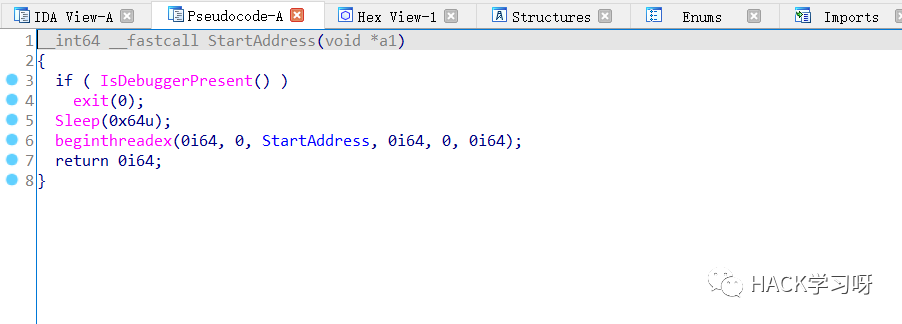 IDA View-A Pseudocode-A Hex View-1 Structures Enums Imports
1 __int64 __fastcall StartAddress(void *a1)
2 {
3 if ( IsDebuggerPresent() )
4 exit(0);
5 Sleep(0x64u);
6 beginthreadex(0i64, 0, StartAddress, 0i64, 0, 0i64);
7 return 0i64;
8 }
HACK学习呀